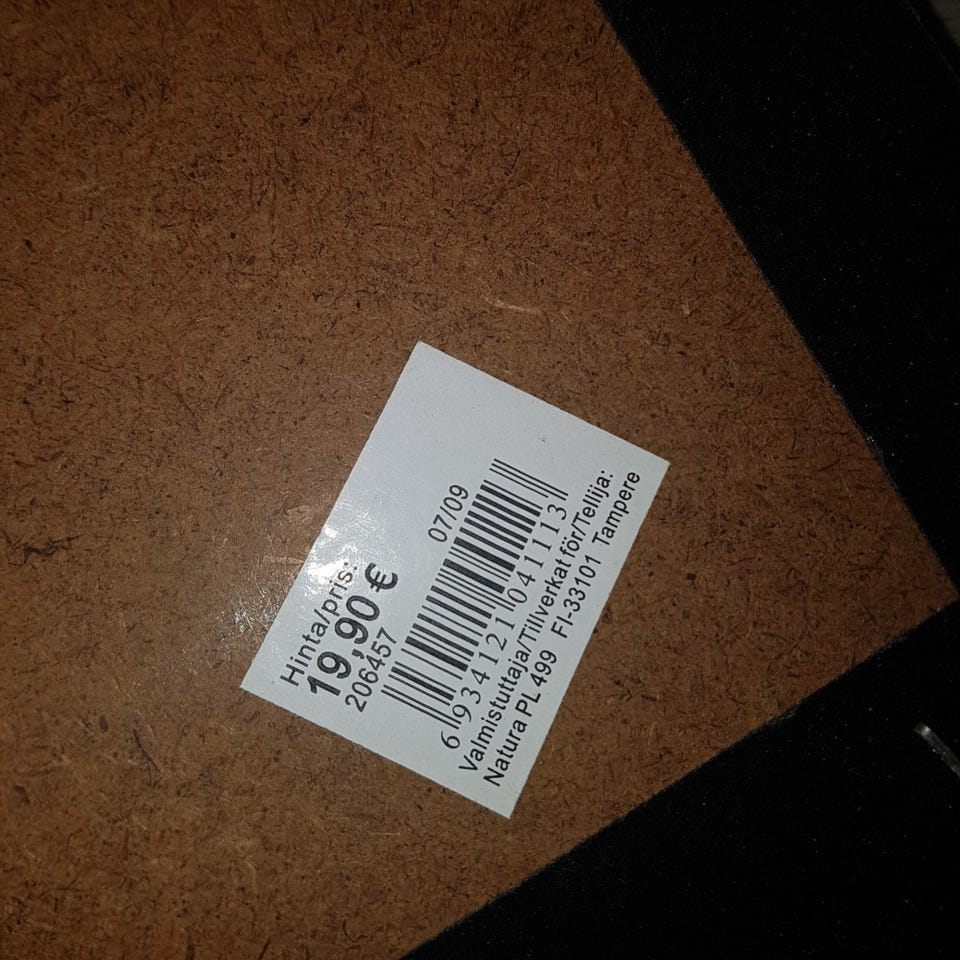 Hinta/pris:
19,90 €
206457 07/09
6 934121 041113
Valmistuttaja/Tillverkat för/Tellija:
Natura PL 499 FI-33101 Tampere